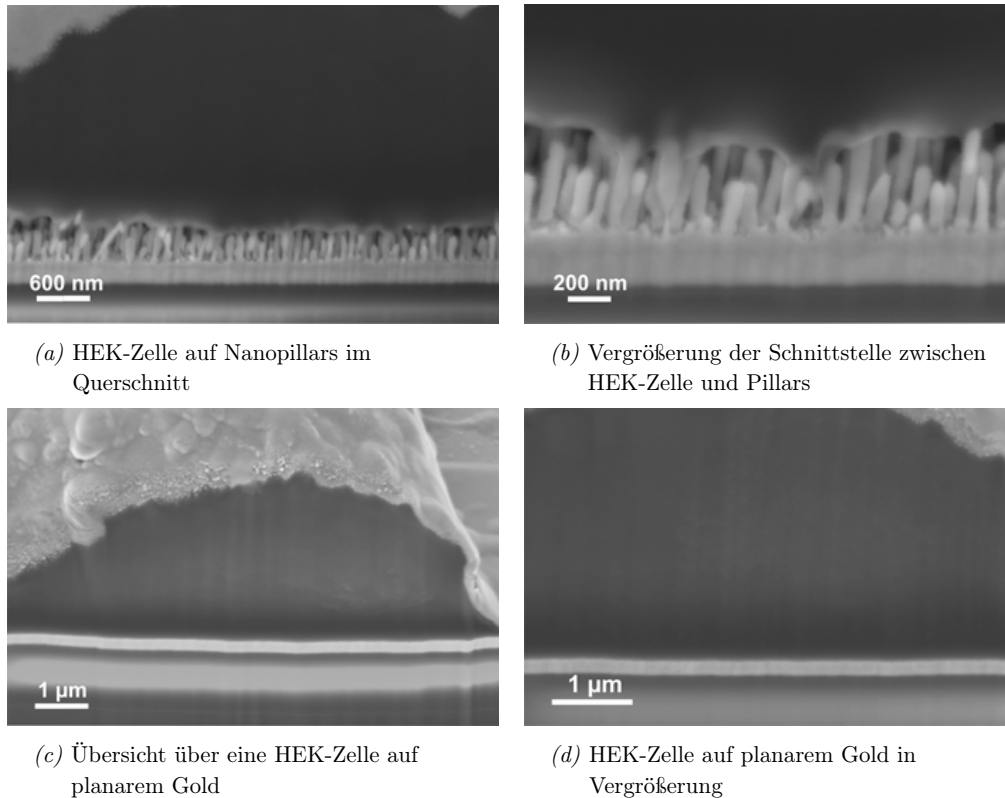 600 nm
200 nm
(a) HEK-Zelle auf Nanopillars im
Querschnitt
(b) Vergrößerung der Schnittstelle zwischen
HEK-Zelle und Pillars
1 µm
1 µm
(c) Übersicht über eine HEK-Zelle auf
planarem Gold
(d) HEK-Zelle auf planarem Gold in
Vergrößerung